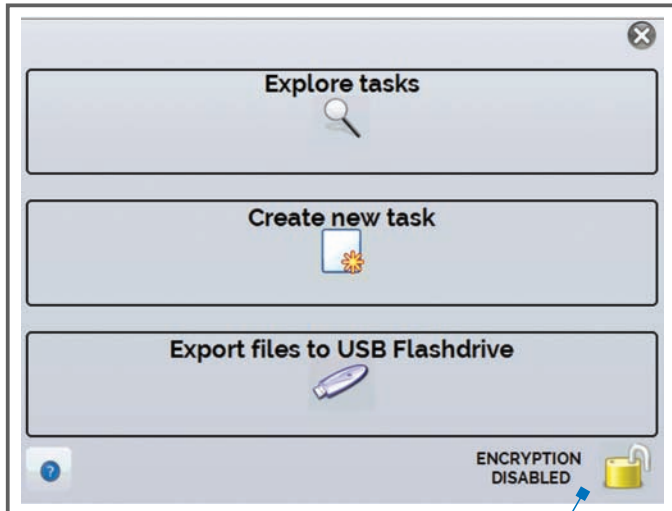 Explore tasks
Create new task
Export files to USB Flashdrive
?
ENCRYPTION
DISABLED